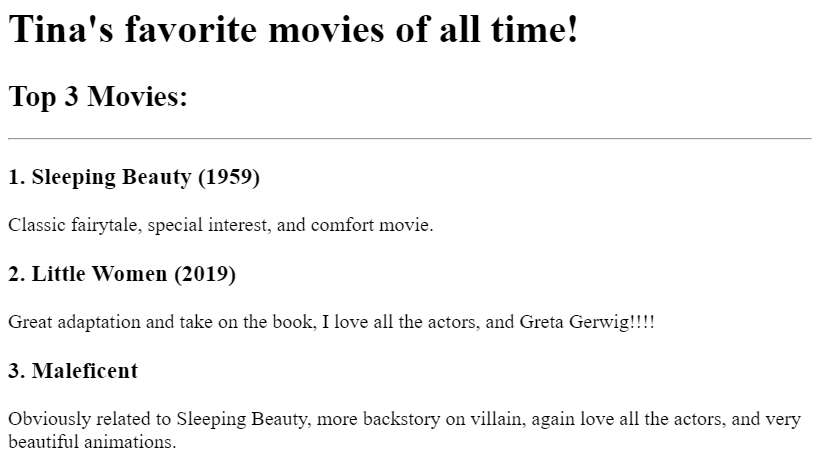 Tina's favorite movies of all time!
Top 3 Movies:
1. Sleeping Beauty (1959)
Classic fairytale, special interest, and comfort movie.
2. Little Women (2019)
Great adaptation and take on the book, I love all the actors, and Greta Gerwig!!!!
3. Maleficent
Obviously related to Sleeping Beauty, more backstory on villain, again love all the actors, and very
beautiful animations.